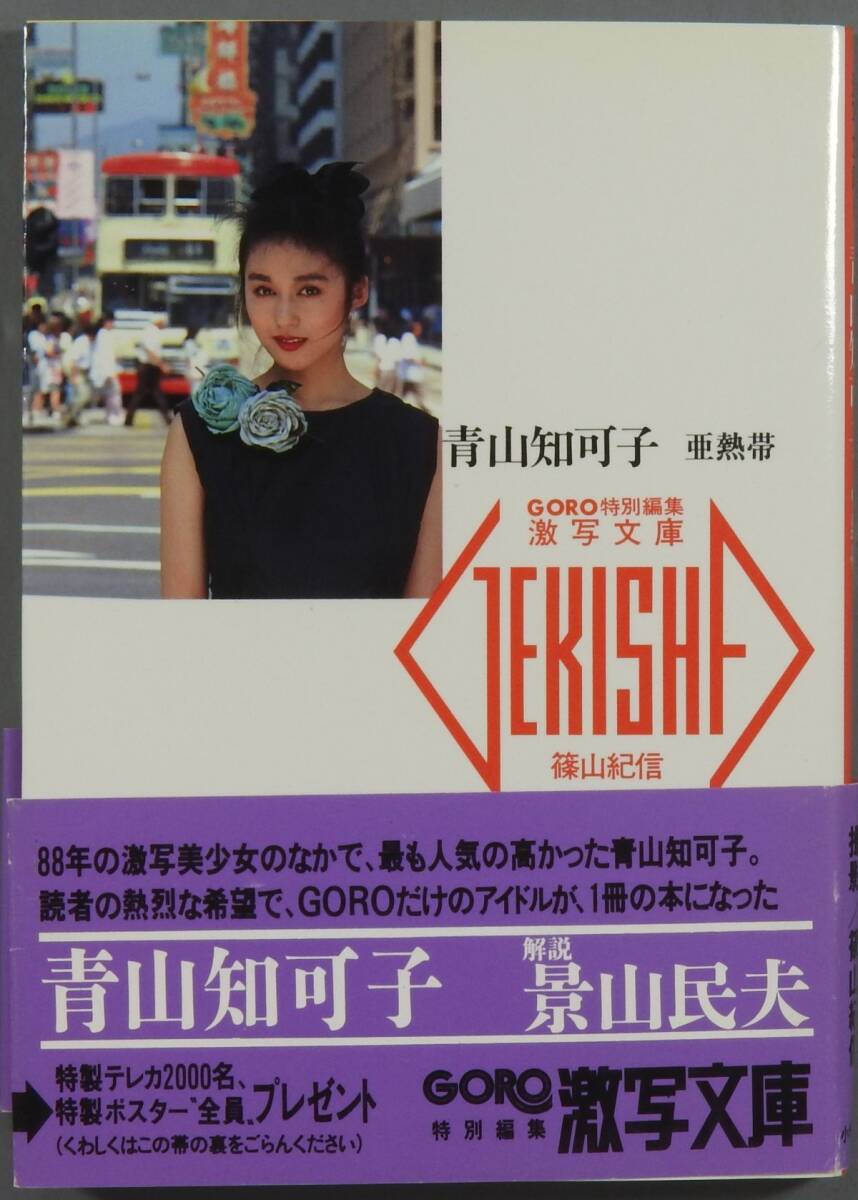 青山知可子 亜熱帯
GORO特別編集
激写文庫
GEKISHA
篠山紀信
88年の激写美少女のなかで、最も人気の高かった青山知可子。
読者の熱烈な希望で、GOROだけのアイドルが、1冊の本になった
青山知可子
解説
景山民夫
特製テレカ2000名、
特製ポスター“全員„プレゼント
(くわしくはこの帯の裏をごらんください)
GORO
特別編集
激写文庫